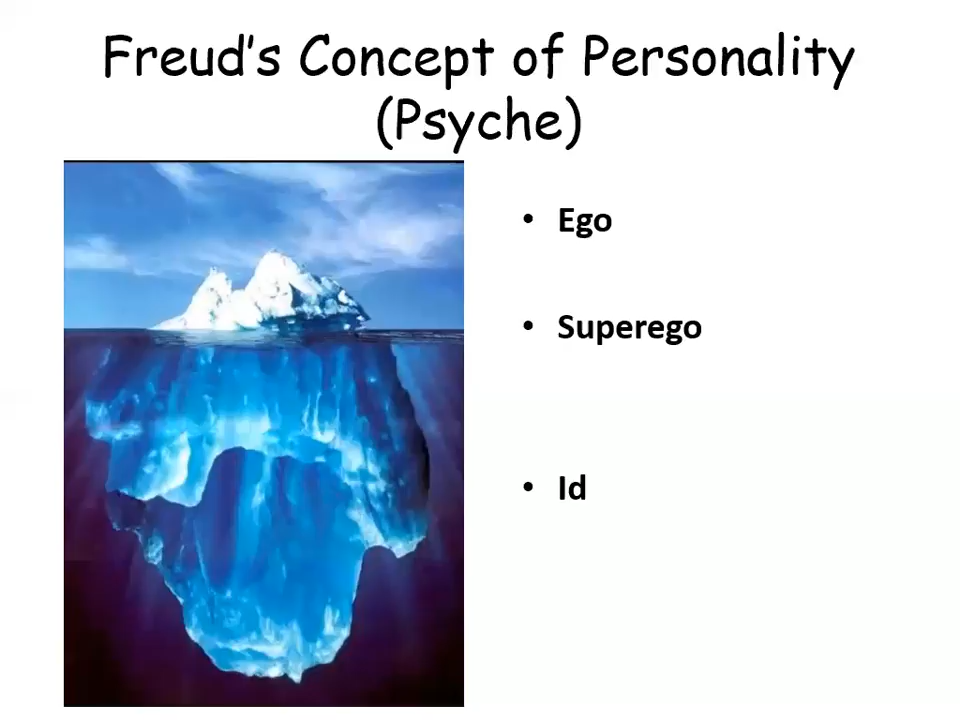 Freud's Concept of Personality
(Psyche)
• Ego
• Superego
• Id